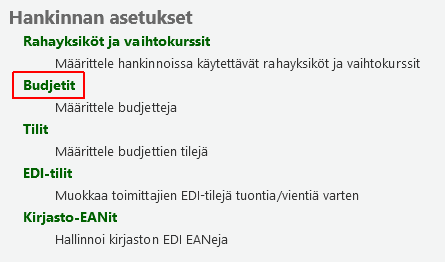 Hankinnan asetukset
Rahayksiköt ja vaihtokurssit
Määrittele hankinnoissa käytettävät rahayksiköt ja vaihtokurssit
Budjetit
Määrittele budjetteja
Tilit
Määrittele budjettien tilejä
EDI-tilit
Muokkaa toimittajien EDI-tilejä tuontia/vientiä varten
Kirjasto-EANit
Hallinnoi kirjaston EDI EANeja